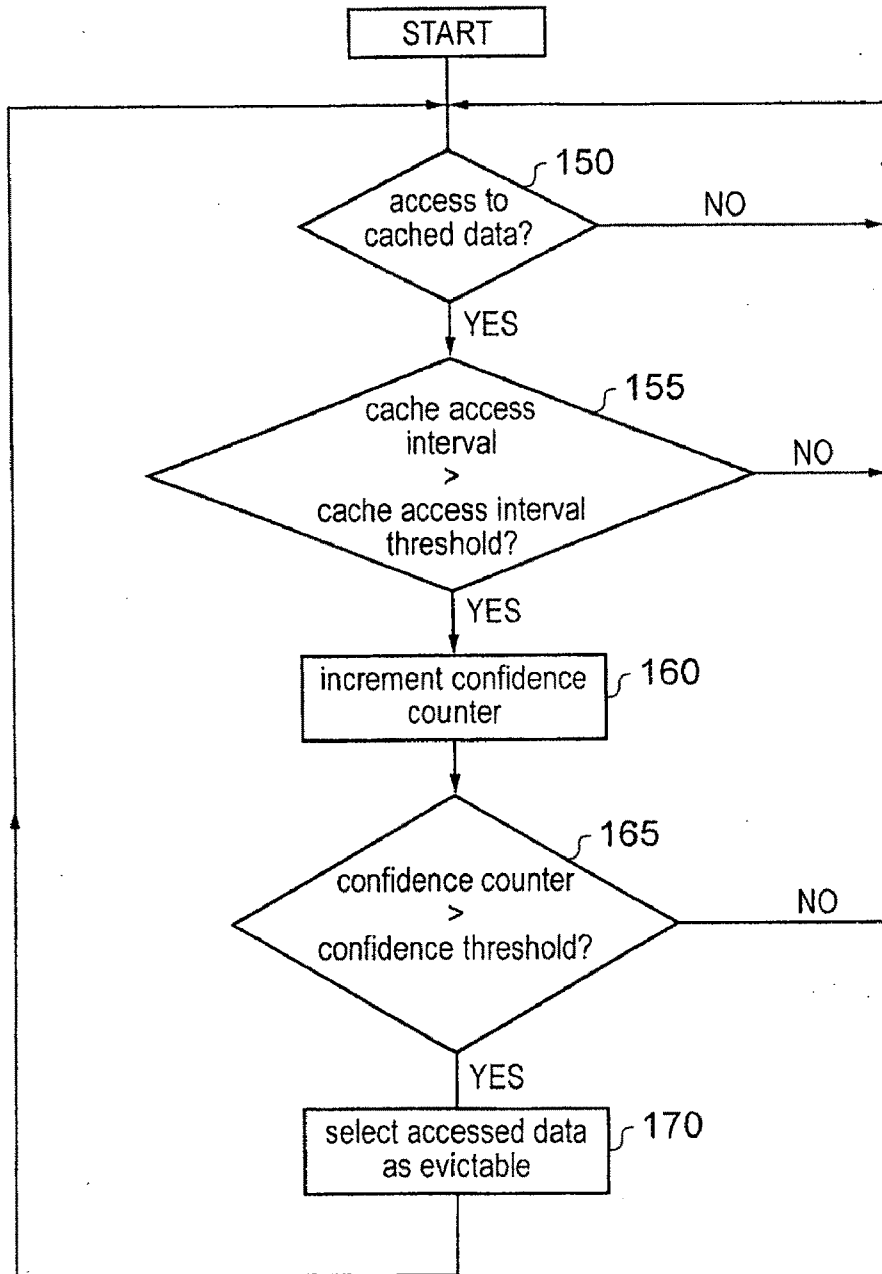 START
150
access to
cached data?
NO
YES
155
cache access
interval
>
cache access interval
threshold?
NO
YES
increment confidence
counter
160
165
confidence counter
>
confidence threshold?
NO
YES
select accessed data
as evictable
170